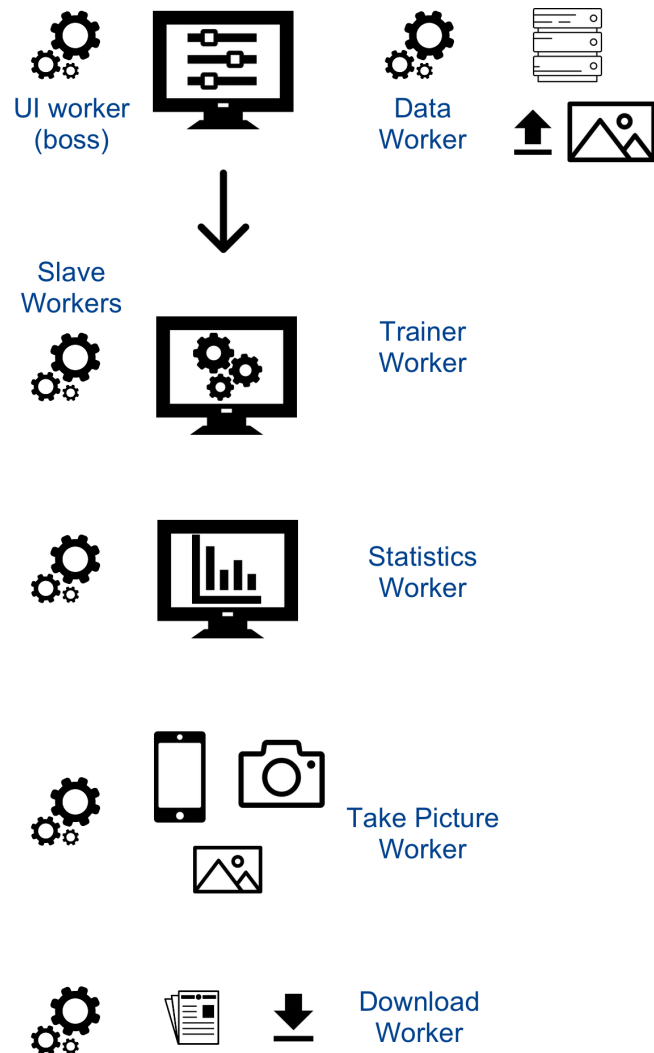 UI worker
(boss)
Data
Worker
Slave
Workers
Trainer
Worker
Statistics
Worker
Take Picture
Worker
Download
Worker